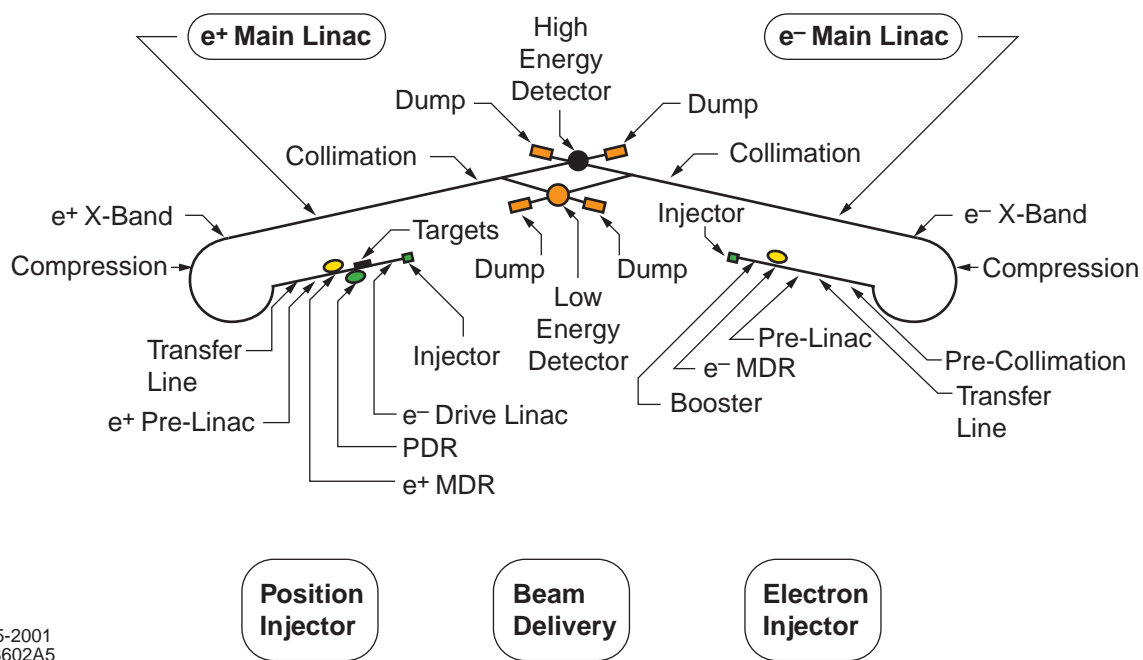 e+ Main Linac
High
Energy
Detector
e– Main Linac
Dump
Dump
Collimation
Collimation
e+ X-Band
Targets
Injector
e– X-Band
Compression
Dump
Dump
Compression
Low
Energy
Detector
Transfer
Line
Injector
Pre-Linac
Pre-Collimation
e– MDR
e+ Pre-Linac
e– Drive Linac
Booster
Transfer
Line
PDR
e+ MDR
Position
Injector
Beam
Delivery
Electron
Injector
-2001
602A5